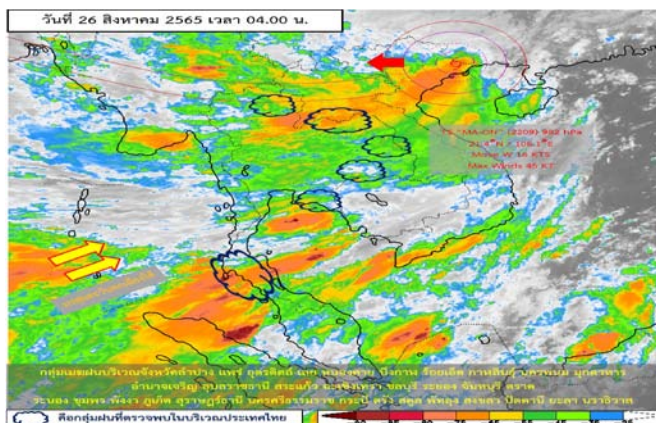 วันที่ 26 สิงหาคม 2565 เวลา 04.00 น.
TS "MA-ON" (2209) 992 hPa
21.4°N / 106.1°E
Move W 16 KTS
Max Winds 45 KT
กลุ่มเมฆฝนบริเวณจังหวัดลำปาง แพร่ อุตรดิตถ์ เลย หนองคาย บึงกาฬ ร้อยเอ็ด กาฬสินธุ์ นครพนม มุกดาหาร
อำนาจเจริญ อุบลราชธานี สระแก้ว ฉะเชิงเทรา ชลบุรี ระยอง จันทบุรี ตราด
ระนอง ชุมพร พังงา ภูเก็ต สุราษฎร์ธานี นครศรีธรรมราช กระบี่ ตรัง สตูล พัทลุง สงขลา ปัตตานี ยะลา นราธิวาส
คือกลุ่มฝนที่ตรวจพบในบริเวณประเทศไทย